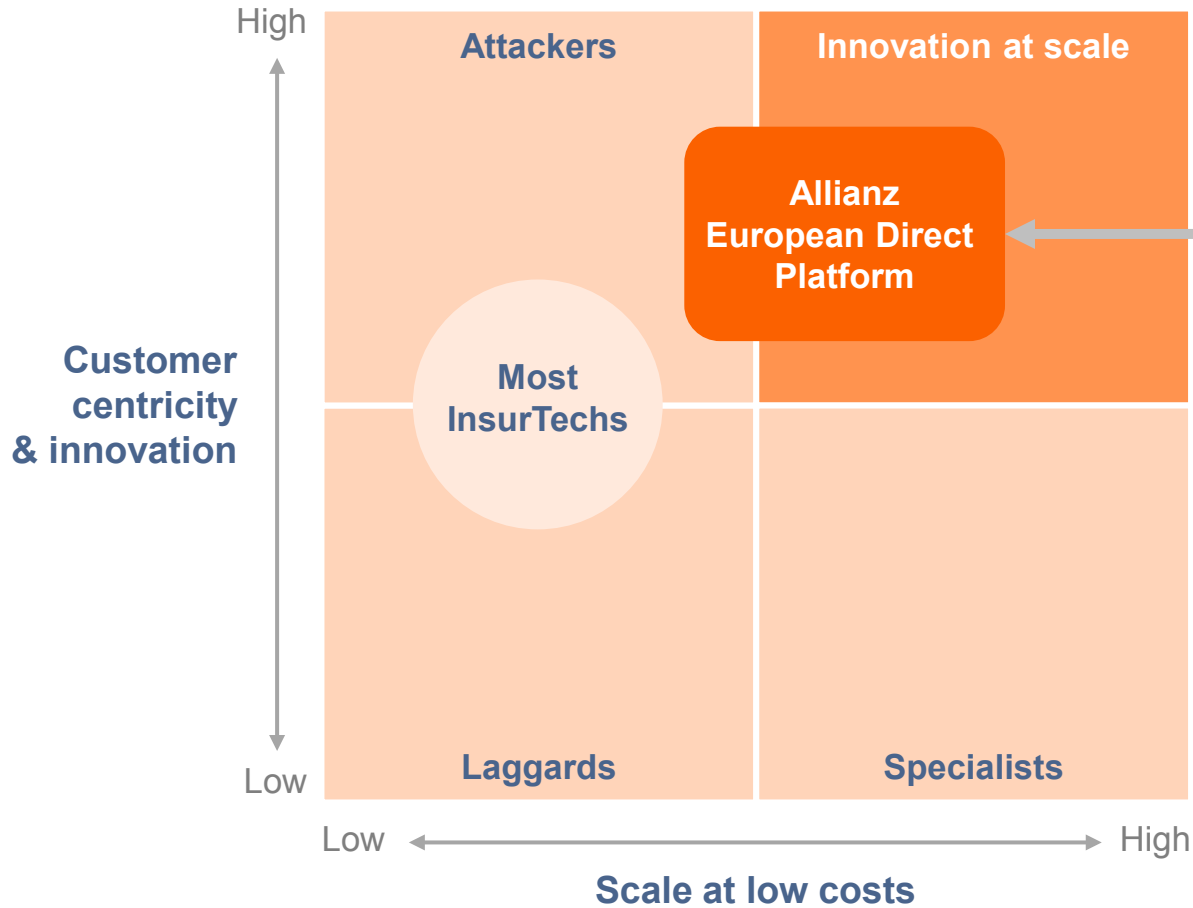 High
Attackers
Innovation at scale
Allianz
European Direct
Platform
Customer
centricity
& innovation
Most
InsurTechs
Laggards
Specialists
Low
Low
High
Scale at low costs